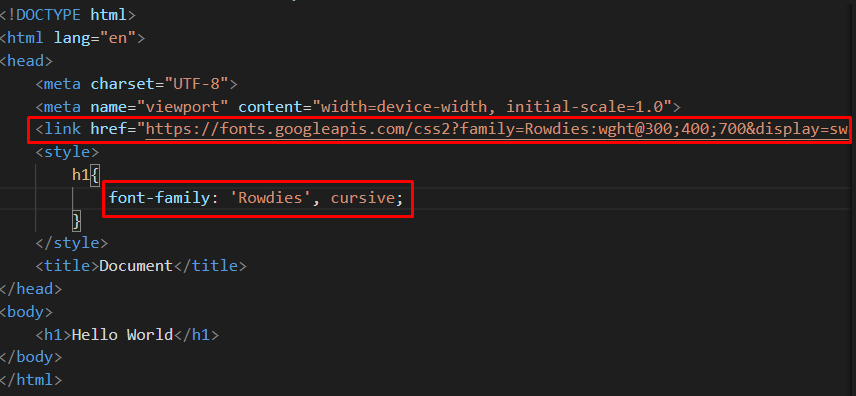 <!DOCTYPE html>
<html lang="en">
<head>
    <meta charset="UTF-8">
    <meta name="viewport" content="width=device-width, initial-scale=1.0">
    <link href="https://fonts.googleapis.com/css2?family=Rowdies:wght@300;400;700&display=sw
    <style>
        h1{
            font-family: 'Rowdies', cursive;
        }
    </style>
    <title>Document</title>
</head>
<body>
    <h1>Hello World</h1>
</body>
</html>